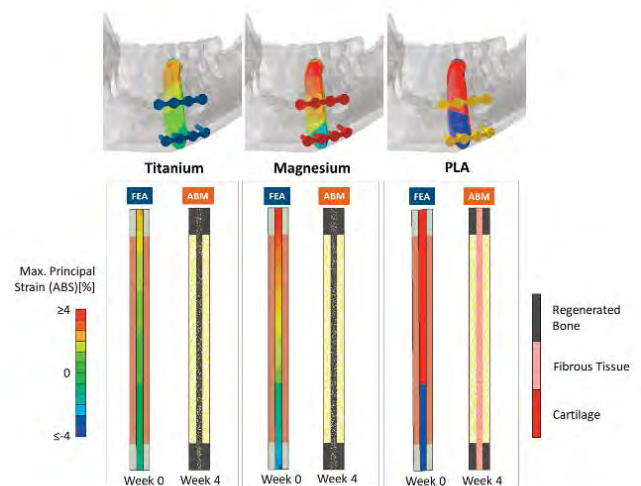 Titanium
Magnesium
PLA
FEA
ABM
FEA
ABM
FEA
ABM
Max. Principal
Strain (ABS)[%]
≥4
0
≤-4
Regenerated
Bone
Fibrous Tissue
Cartilage
Week 0
Week 4
Week 0
Week 4
Week 0
Week 4